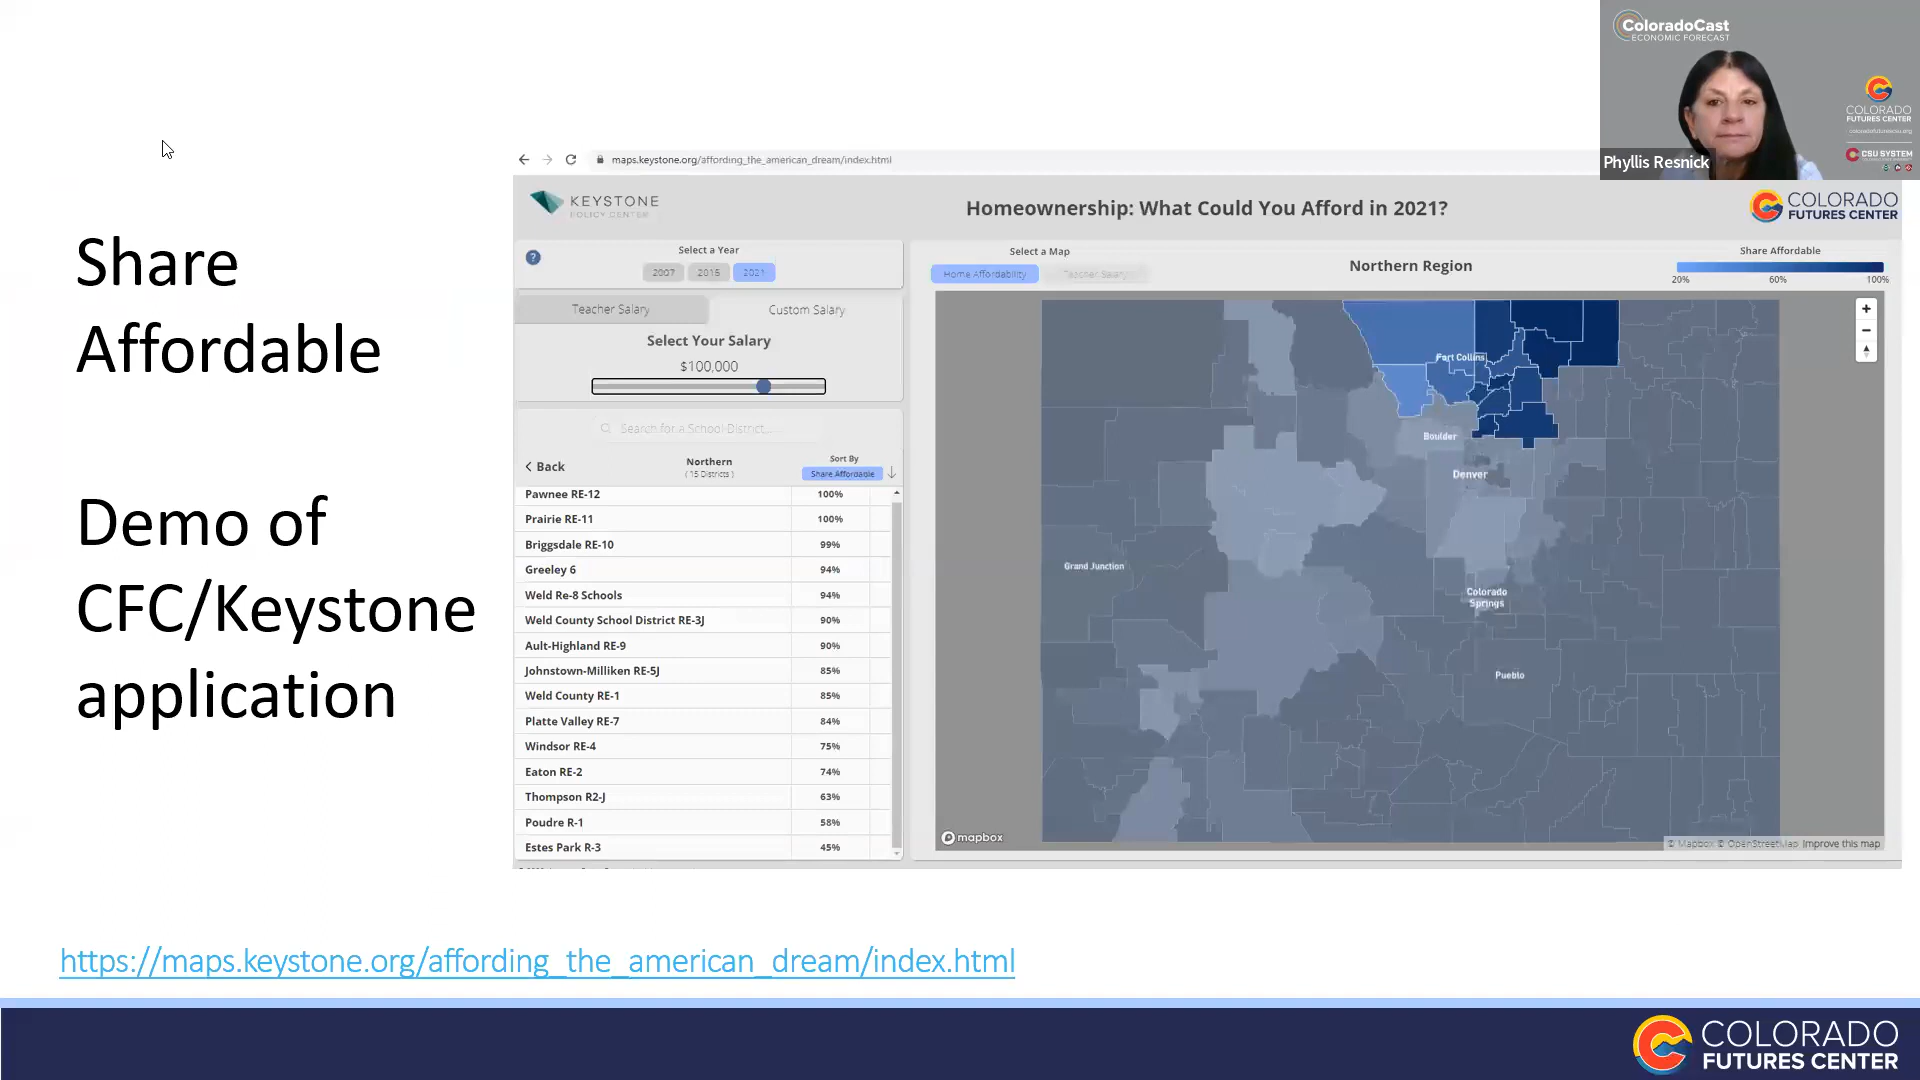 ColoradoCast
ECONOMIC FORECAST
COLORADO
FUTURES CENTER
coloradofuturescsu.org
CSU SYSTEM
Phyllis Resnick
Share
Affordable
Demo of
CFC/Keystone
application
maps.keystone.org/affording_the_american_dream/index.html
KEYSTONE
POLICY CENTER
Homeownership: What Could You Afford in 2021?
COLORADO
FUTURES CENTER
Select a Year
?
2007 2015 2021
Teacher Salary Custom Salary
Select Your Salary
$100,000
Search for a School District...
Back
Northern
(15 Districts)
Sort By
Share Affordable
Pawnee RE-12 100%
Prairie RE-11 100%
Briggsdale RE-10 99%
Greeley 6 94%
Weld Re-8 Schools 94%
Weld County School District RE-3J 90%
Ault-Highland RE-9 90%
Johnstown-Milliken RE-5J 85%
Weld County RE-1 85%
Platte Valley RE-7 84%
Windsor RE-4 75%
Eaton RE-2 74%
Thompson R2-J 63%
Poudre R-1 58%
Estes Park R-3 45%
Select a Map
Home Affordability Teacher Salary
Northern Region
Share Affordable
20% 60% 100%
Fort Collins
Boulder
Denver
Grand Junction
Colorado
Springs
Pueblo
mapbox
© Mapbox © OpenStreetMap Improve this map
https://maps.keystone.org/affording_the_american_dream/index.html
COLORADO
FUTURES CENTER